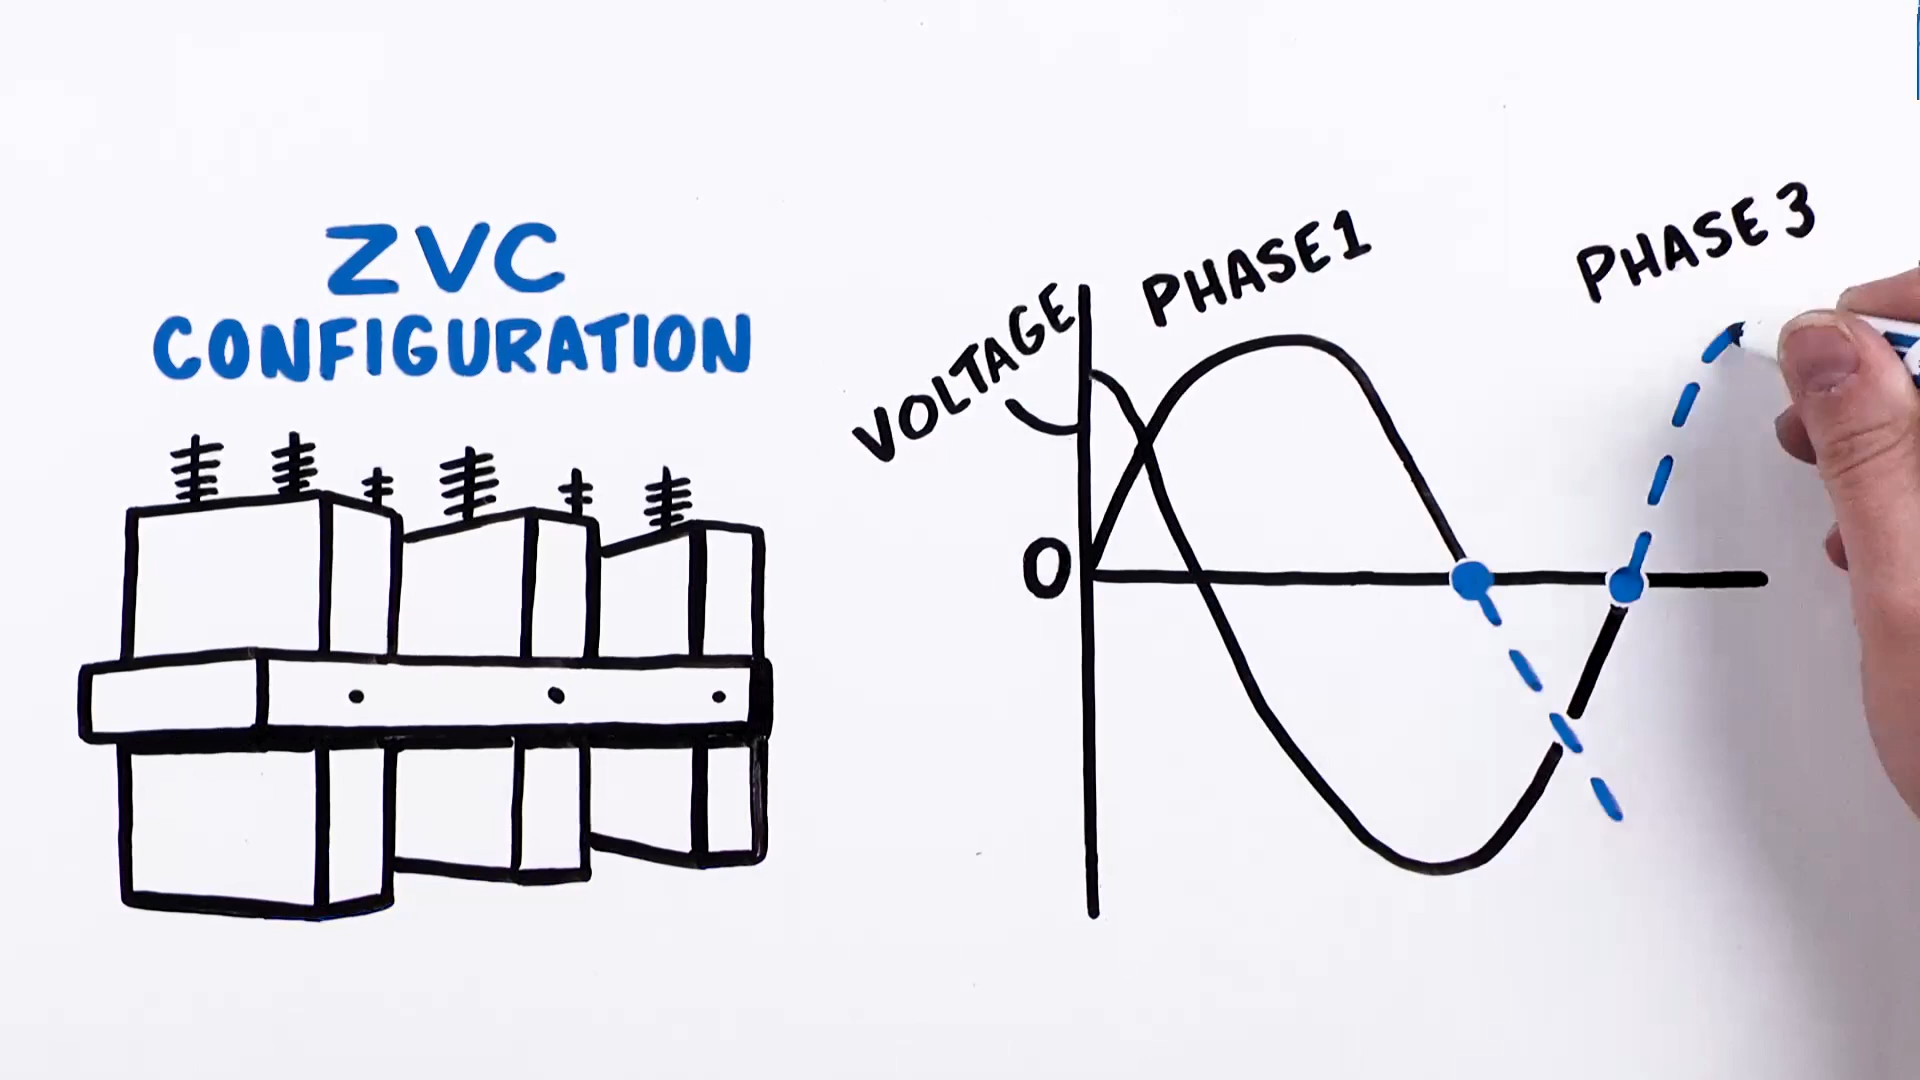 ZVC
CONFIGURATION
VOLTAGE
PHASE 1
PHASE 3
0